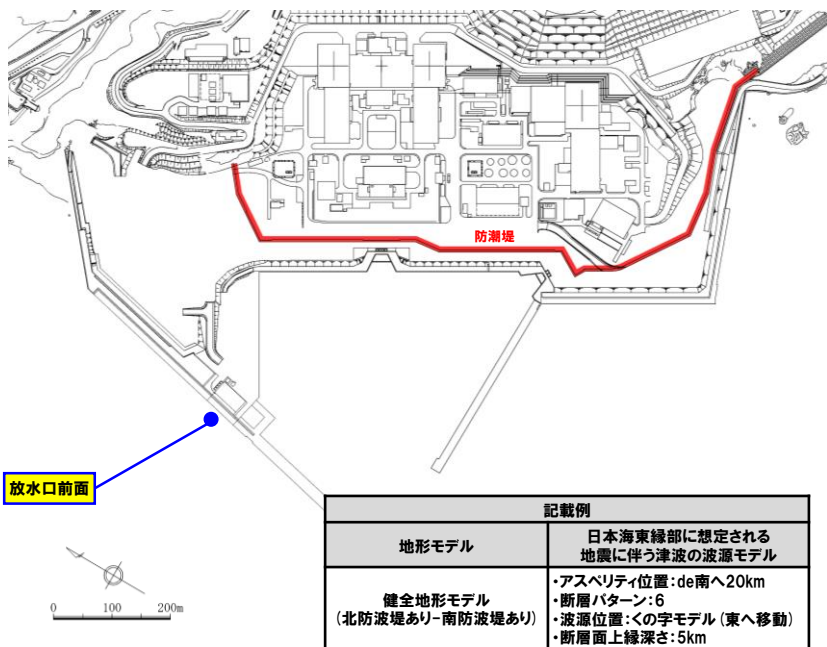 防潮堤
放水口前面
0 100 200m
記載例
地形モデル
日本海東縁部に想定される
地震に伴う津波の波源モデル
健全地形モデル
(北防波堤あり-南防波堤あり)
・アスペリティ位置:de南へ20km
・断層パターン:6
・波源位置:くの字モデル(東へ移動)
・断層面上縁深さ:5km